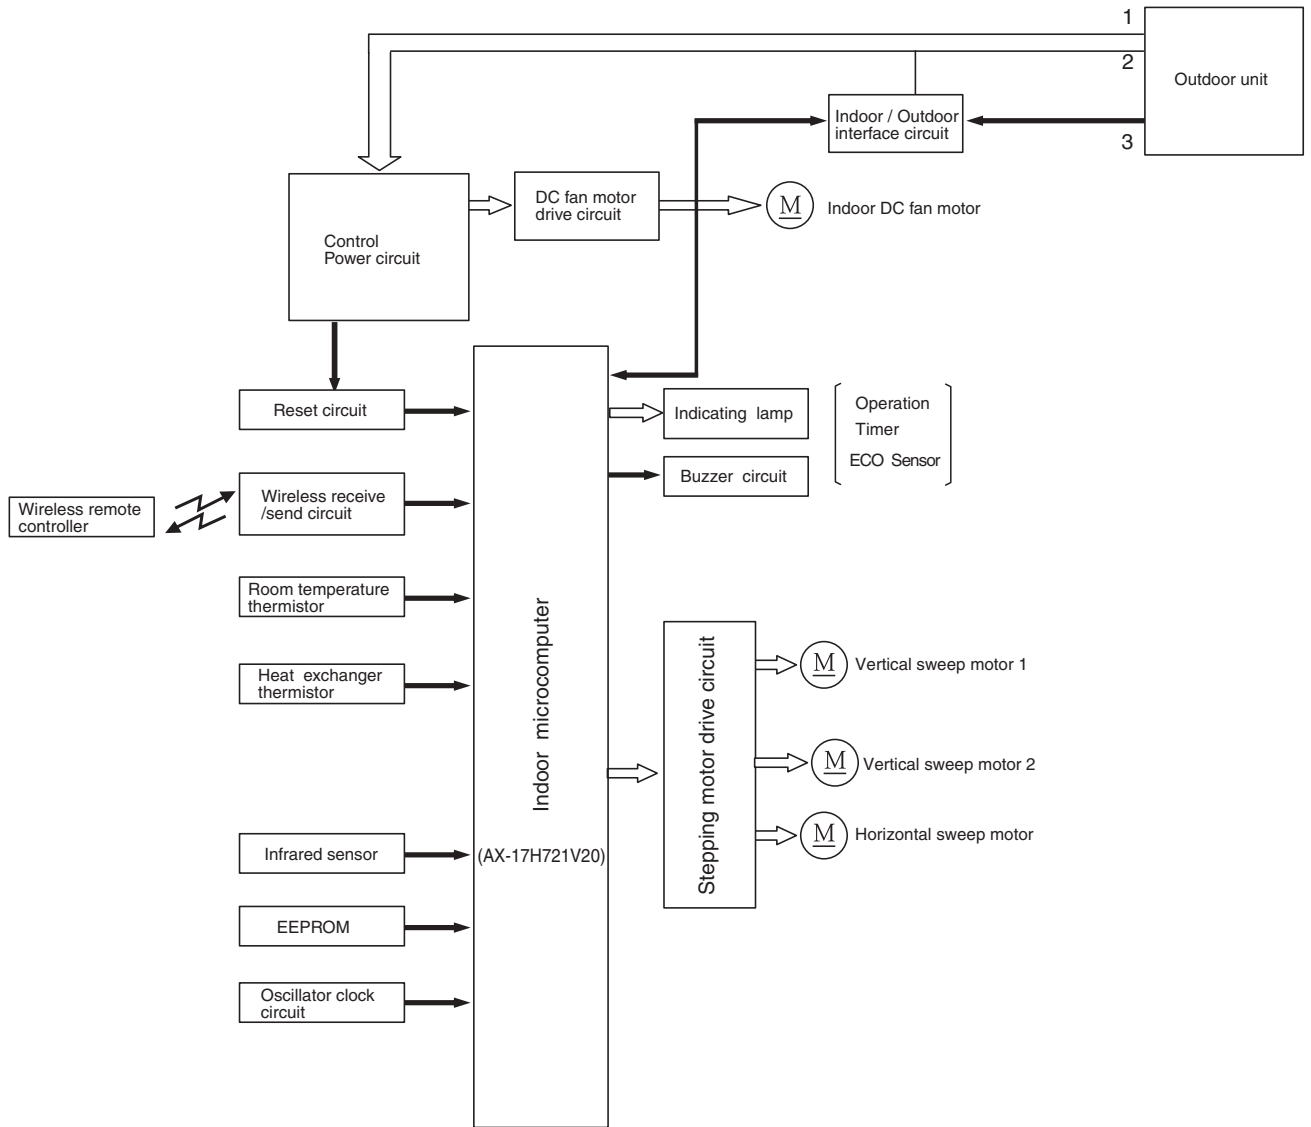 1
2
Outdoor unit
Indoor / Outdoor
interface circuit
3
DC fan motor
drive circuit
M
Indoor DC fan motor
Control
Power circuit
Reset circuit
Indicating lamp
Operation
Timer
ECO Sensor
Buzzer circuit
Wireless remote
controller
Wireless receive
/send circuit
Room temperature
thermistor
Heat exchanger
thermistor
Indoor microcomputer
(AX-17H721V20)
Stepping motor drive circuit
M
Vertical sweep motor 1
M
Vertical sweep motor 2
M
Horizontal sweep motor
Infrared sensor
EEPROM
Oscillator clock
circuit